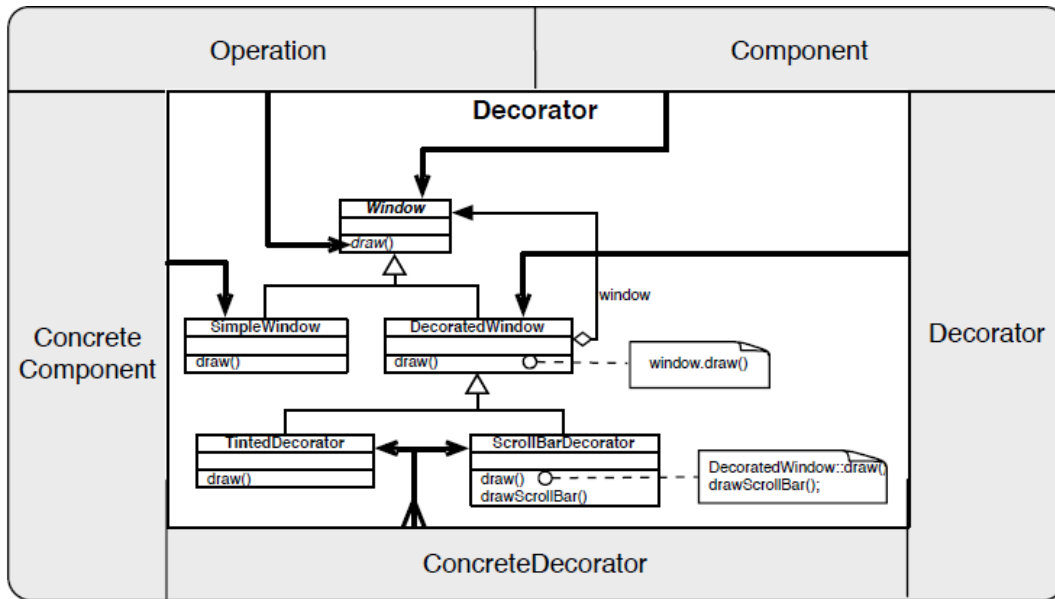 Operation
Component
Decorator
Window
draw()
window
SimpleWindow
draw()
DecoratedWindow
draw()
window.draw()
Concrete
Component
Decorator
TintedDecorator
draw()
ScrollBarDecorator
draw()
drawScrollBar()
DecoratedWindow::draw()
drawScrollBar();
ConcreteDecorator